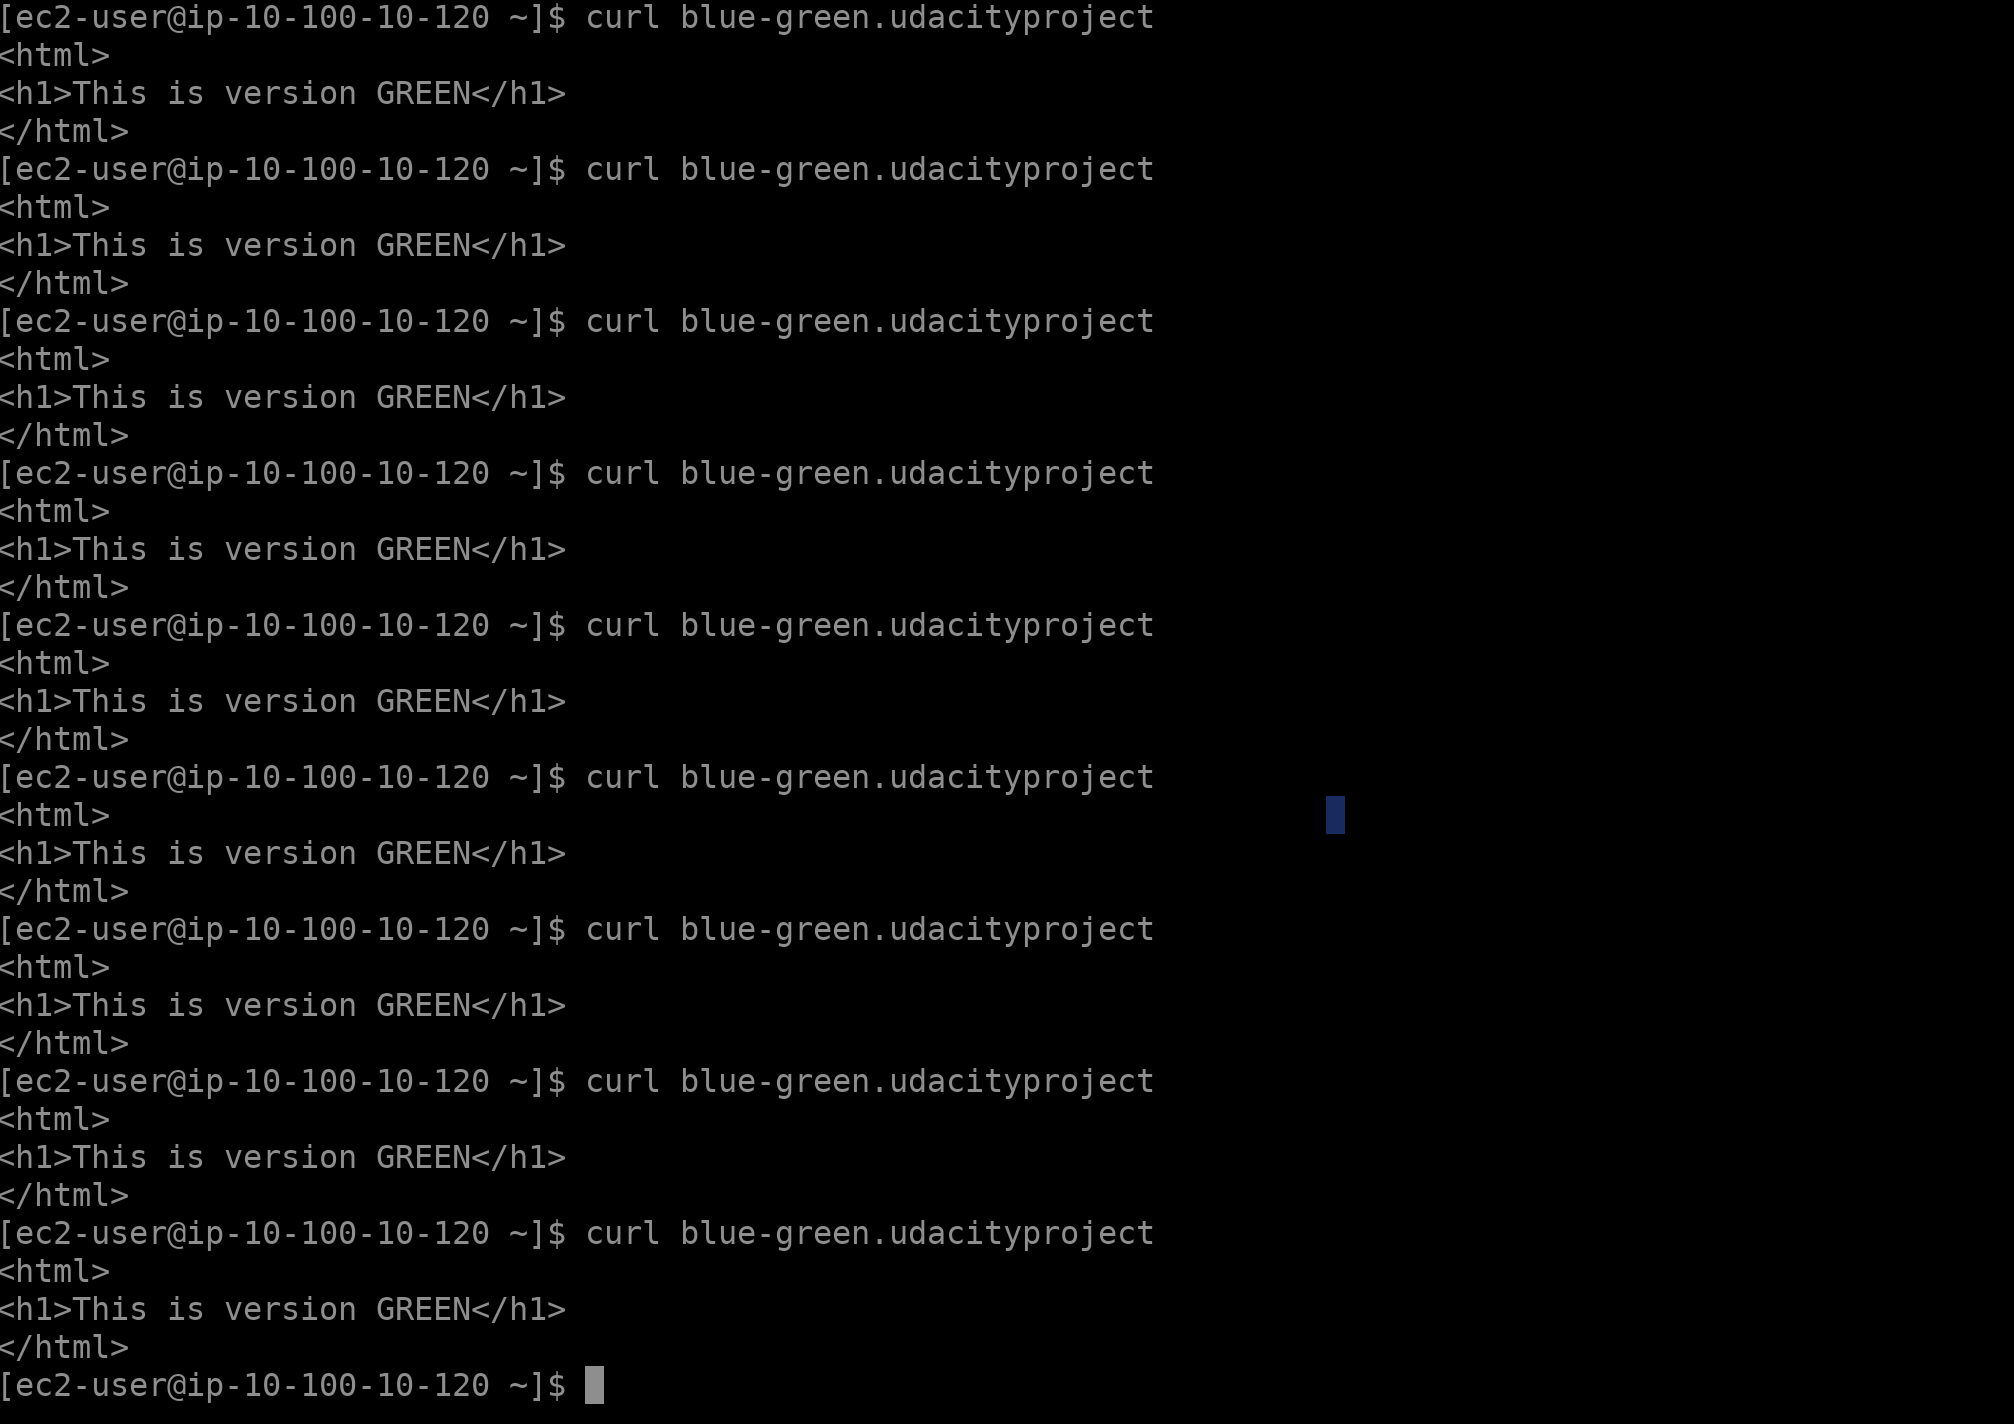 [ec2-user@ip-10-100-10-120 ~]$ curl blue-green.udacityproject
<html>
<h1>This is version GREEN</h1>
</html>
[ec2-user@ip-10-100-10-120 ~]$ curl blue-green.udacityproject
<html>
<h1>This is version GREEN</h1>
</html>
[ec2-user@ip-10-100-10-120 ~]$ curl blue-green.udacityproject
<html>
<h1>This is version GREEN</h1>
</html>
[ec2-user@ip-10-100-10-120 ~]$ curl blue-green.udacityproject
<html>
<h1>This is version GREEN</h1>
</html>
[ec2-user@ip-10-100-10-120 ~]$ curl blue-green.udacityproject
<html>
<h1>This is version GREEN</h1>
</html>
[ec2-user@ip-10-100-10-120 ~]$ curl blue-green.udacityproject
<html>
<h1>This is version GREEN</h1>
</html>
[ec2-user@ip-10-100-10-120 ~]$ curl blue-green.udacityproject
<html>
<h1>This is version GREEN</h1>
</html>
[ec2-user@ip-10-100-10-120 ~]$ curl blue-green.udacityproject
<html>
<h1>This is version GREEN</h1>
</html>
[ec2-user@ip-10-100-10-120 ~]$ curl blue-green.udacityproject
<html>
<h1>This is version GREEN</h1>
</html>
[ec2-user@ip-10-100-10-120 ~]$